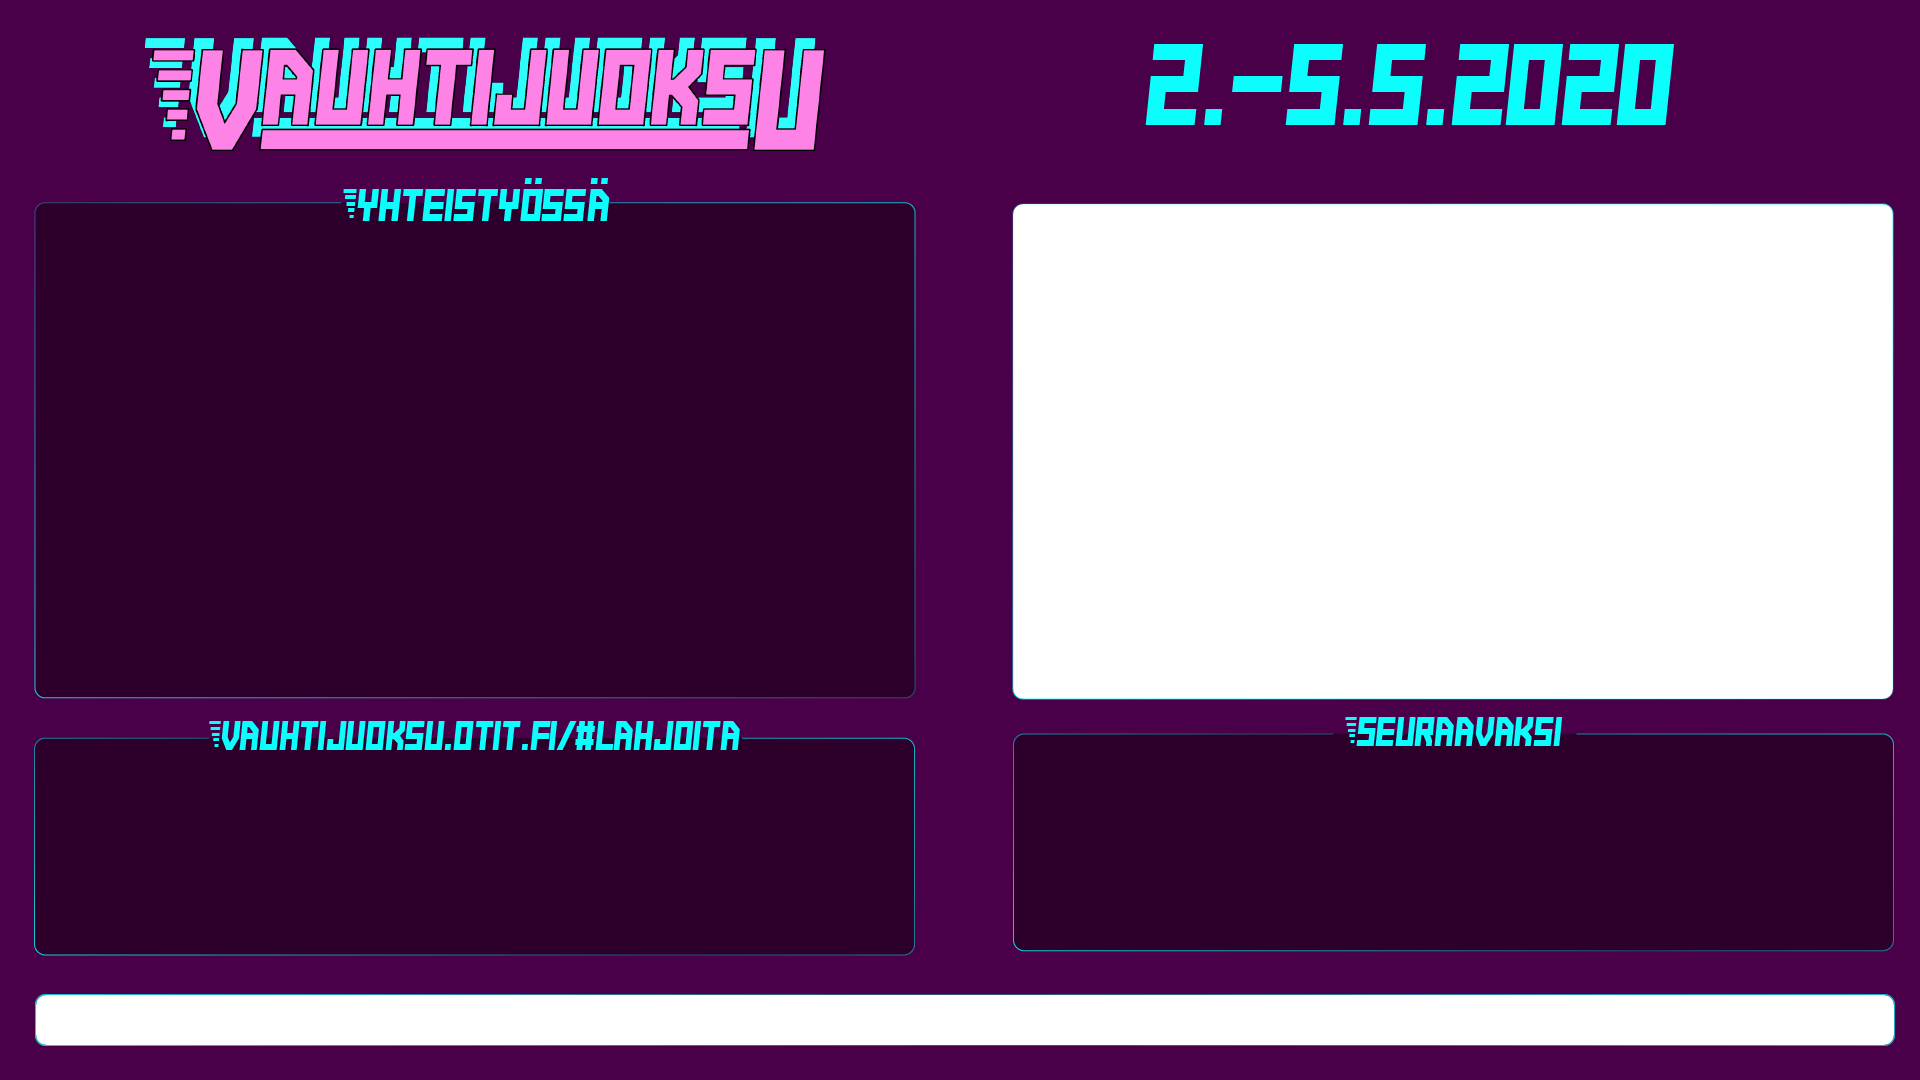 VAUHTIJUOKSU
2.-5.5.2020
YHTEISTYÖSSÄ
VAUHTIJUOKSU.OTIT.FI/#LAHJOITA
SEURAAVAKSI